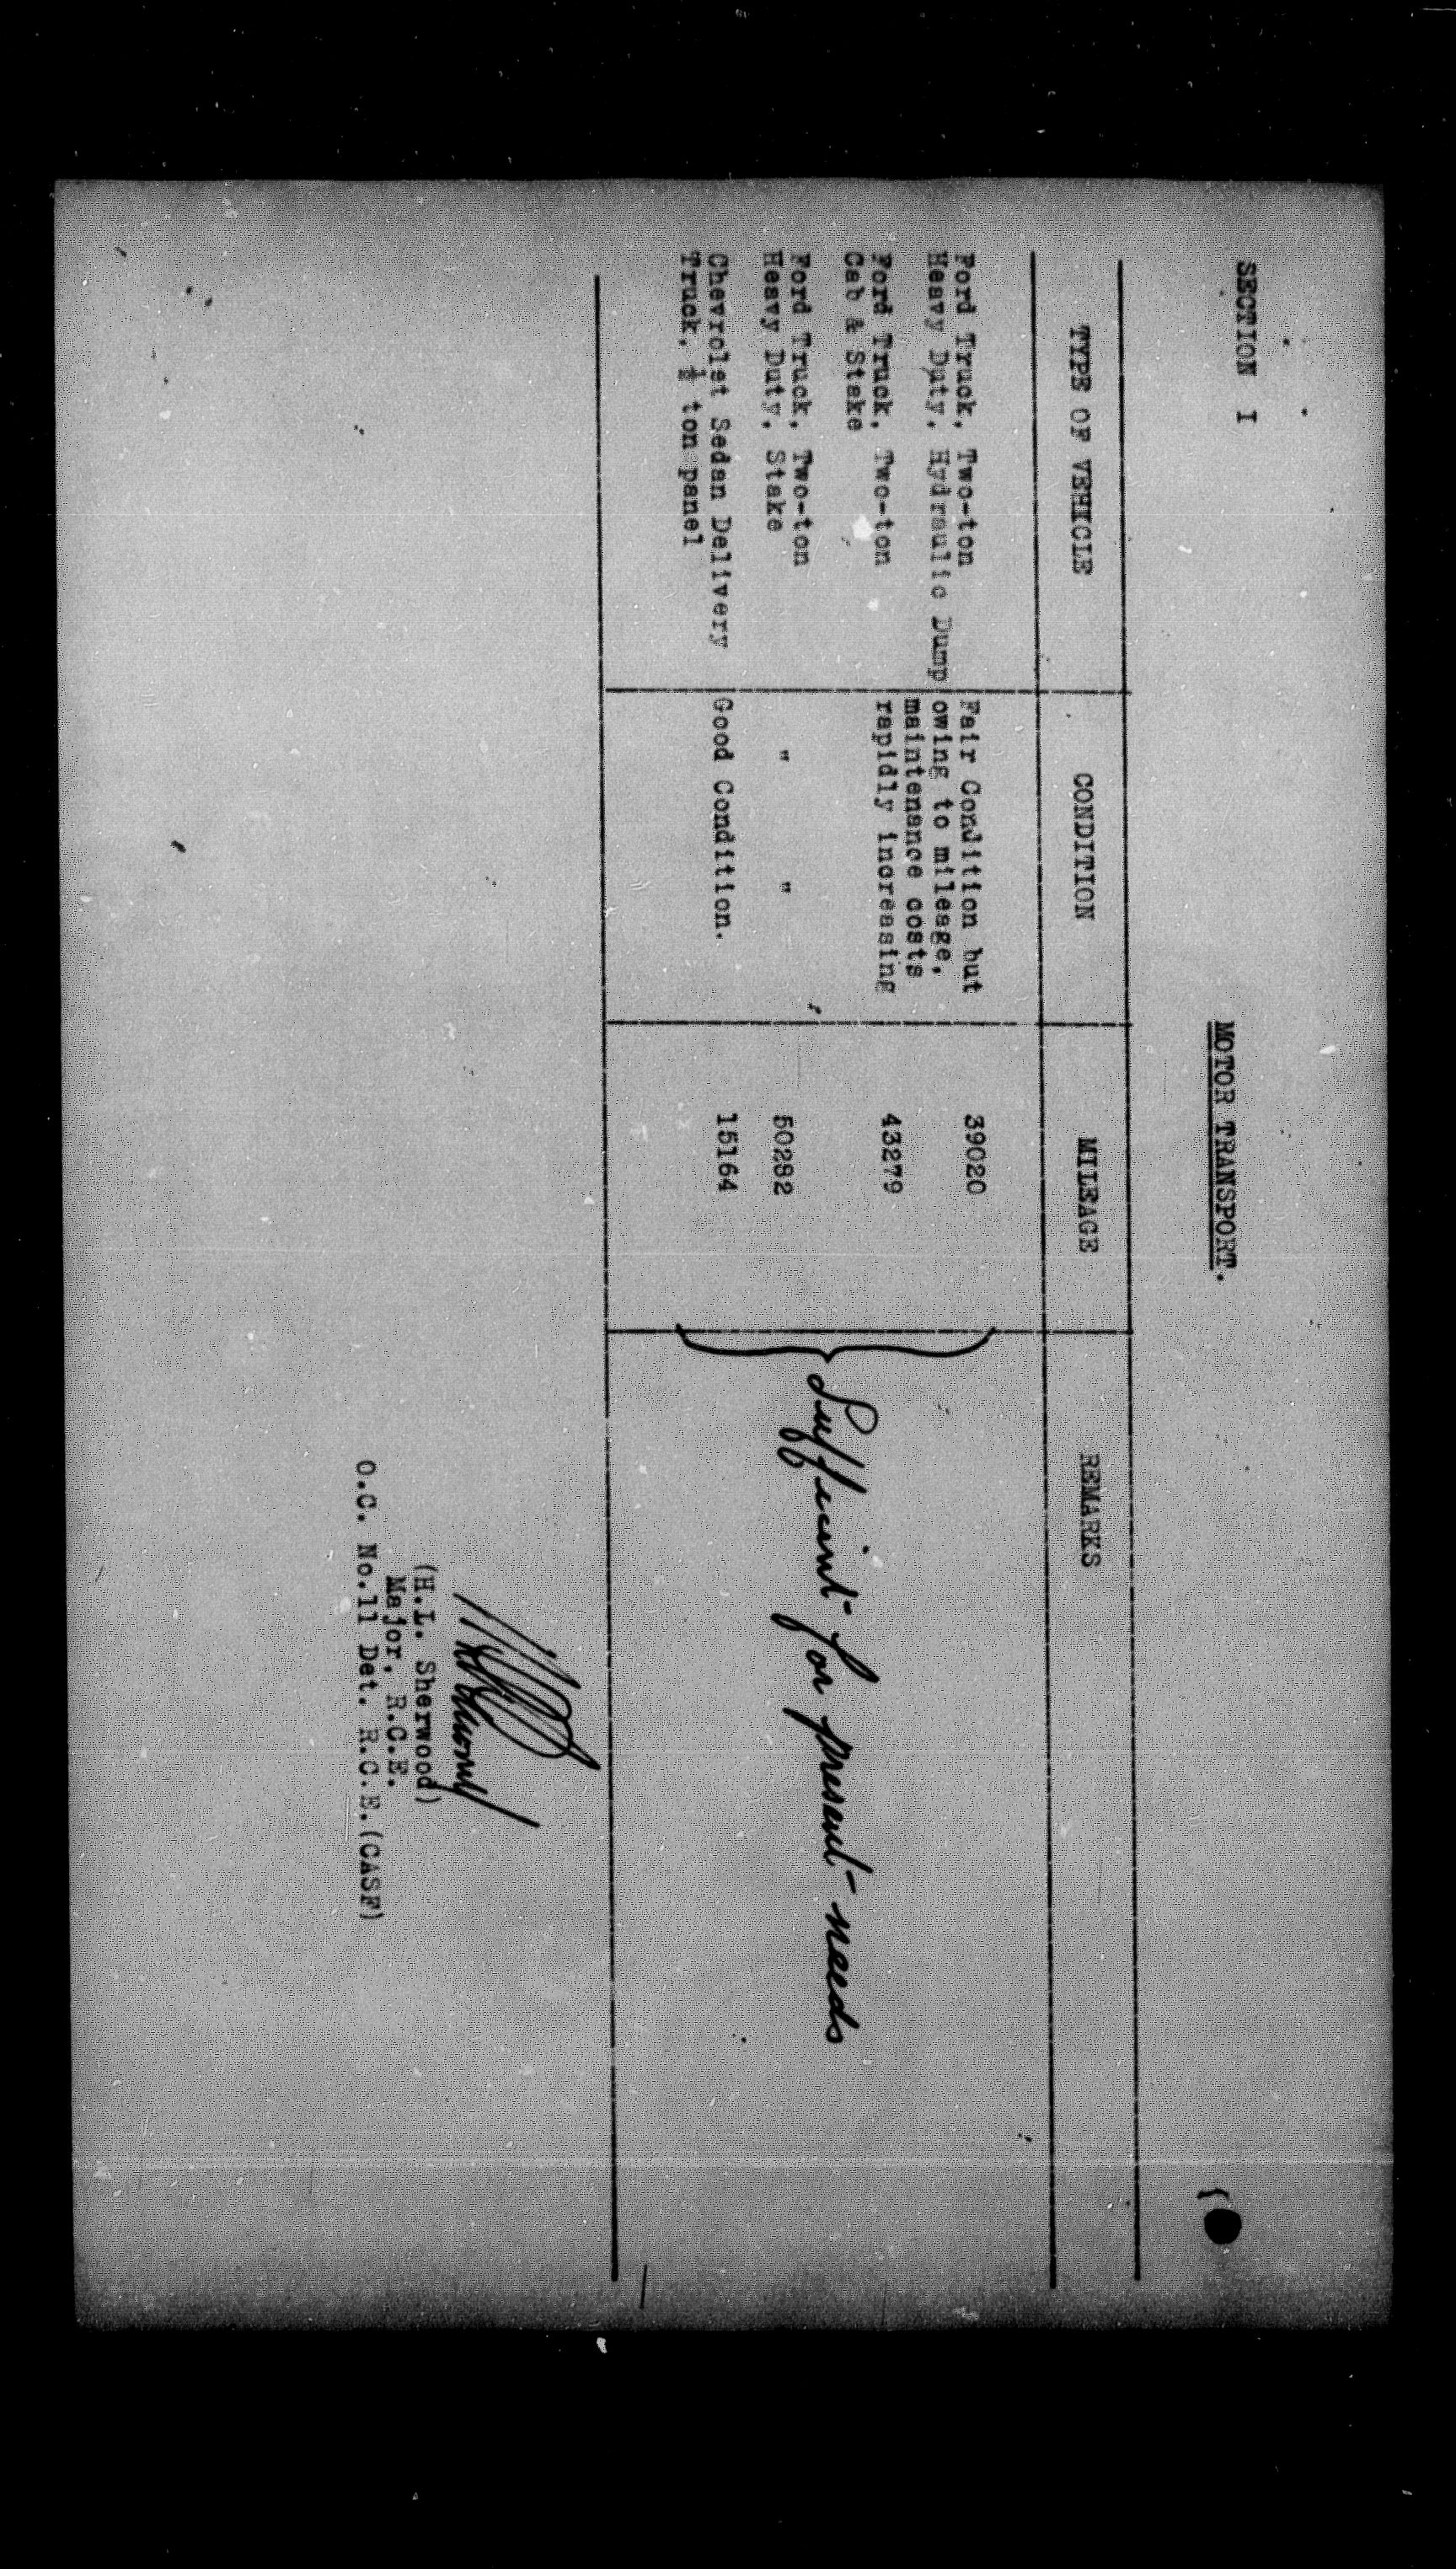 SECTION I
MOTOR TRANSPORT.
TYPE OF VEHICLE CONDITION MILEAGE REMARKS
Ford Truck, Two-ton Fair Condition but 39020
Heavy Duty, Hydraulic Dump owing to mileage,
maintenance costs
Ford Truck, Two-ton rapidly increasing 43279
Cab & Stake
Sufficient for present needs
Ford Truck, Two-ton
Heavy Duty, Stake " " 50282
Chevrolet Sedan Delivery Good Condition. 15164
Truck, ½ ton panel
(H.L. Sherwood)
Major, R.C.E.
O.C. No.11 Det. R.C.E.(CASF)